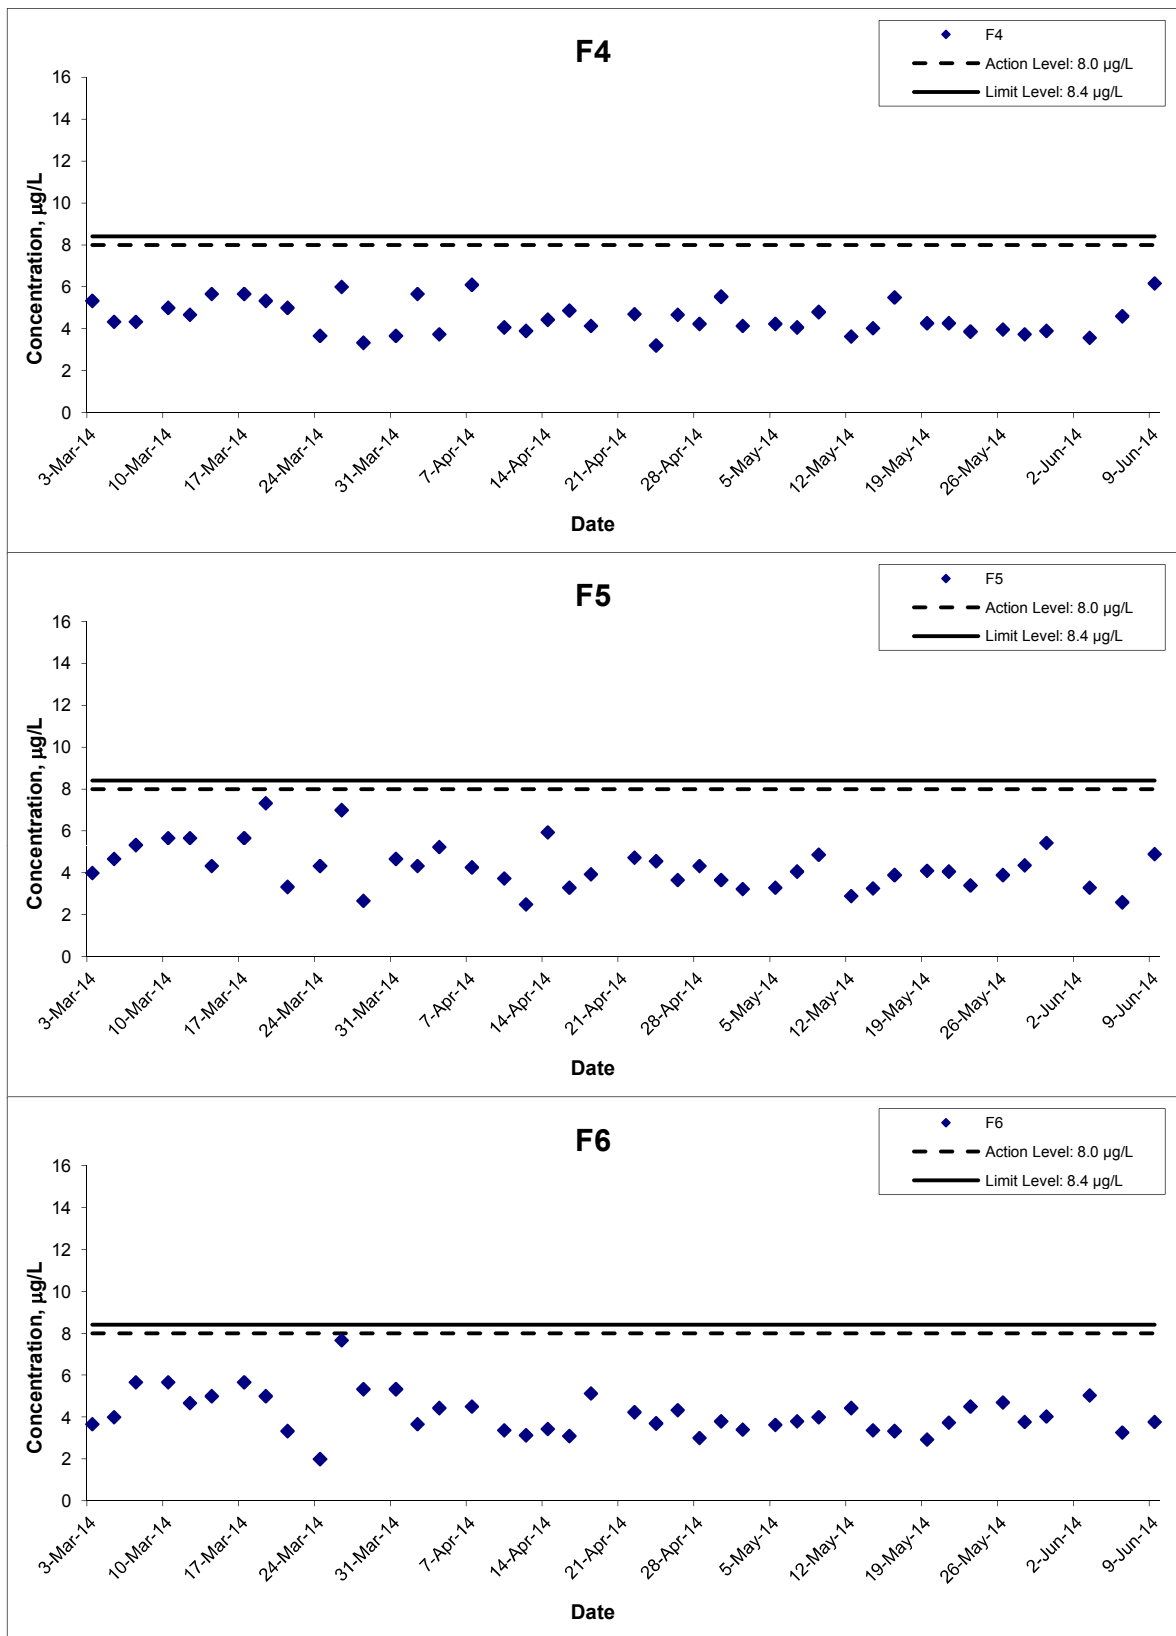 F4
F4
Action Level: 8.0 µg/L
Limit Level: 8.4 µg/L
Concentration, µg/L
16
14
12
10
8
6
4
2
0
3-Mar-14
10-Mar-14
17-Mar-14
24-Mar-14
31-Mar-14
7-Apr-14
14-Apr-14
21-Apr-14
28-Apr-14
5-May-14
12-May-14
19-May-14
26-May-14
2-Jun-14
9-Jun-14
Date
F5
F5
Action Level: 8.0 µg/L
Limit Level: 8.4 µg/L
Concentration, µg/L
16
14
12
10
8
6
4
2
0
3-Mar-14
10-Mar-14
17-Mar-14
24-Mar-14
31-Mar-14
7-Apr-14
14-Apr-14
21-Apr-14
28-Apr-14
5-May-14
12-May-14
19-May-14
26-May-14
2-Jun-14
9-Jun-14
Date
F6
F6
Action Level: 8.0 µg/L
Limit Level: 8.4 µg/L
Concentration, µg/L
16
14
12
10
8
6
4
2
0
3-Mar-14
10-Mar-14
17-Mar-14
24-Mar-14
31-Mar-14
7-Apr-14
14-Apr-14
21-Apr-14
28-Apr-14
5-May-14
12-May-14
19-May-14
26-May-14
2-Jun-14
9-Jun-14
Date